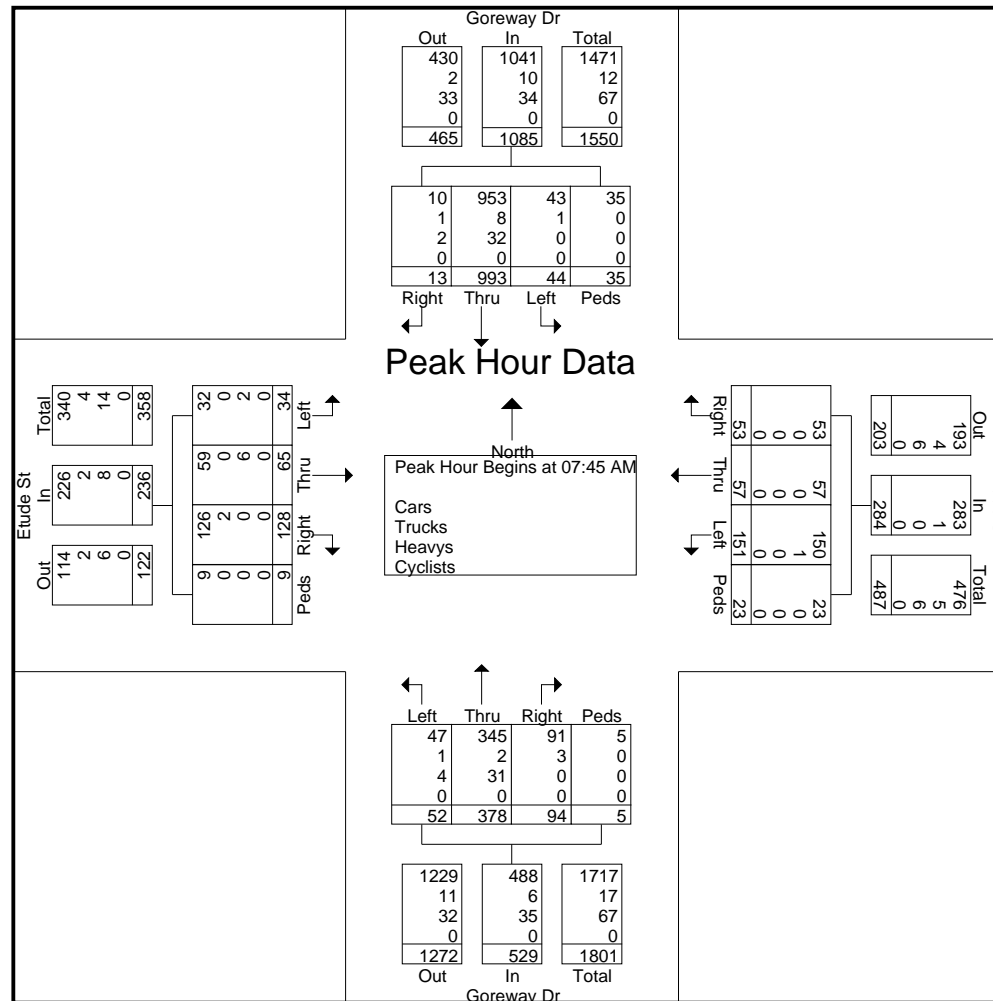 Goreway Dr
Out In Total
430 1041 1471
2 10 12
33 34 67
0 0 0
465 1085 1550
10 953 43 35
1 8 1 0
2 32 0 0
0 0 0 0
13 993 44 35
Right Thru Left Peds
Peak Hour Data
North
Peak Hour Begins at 07:45 AM
Cars
Trucks
Heavys
Cyclists
Etude St
Total
340 4 14 0 358
In
226 2 8 0 236
Out
114 2 6 0 122
32 0 2 0 34
Left
59 0 6 0 65
Thru
126 2 0 0 128
Right
9 0 0 0 9
Peds
Right
53 0 0 0 53
Thru
57 0 0 0 57
Left
150 1 0 0 151
Peds
23 0 0 0 23
Out
193 4 6 0 203
In
283 1 0 0 284
Total
476 5 6 0 487
Left Thru Right Peds
47 345 91 5
1 2 3 0
4 31 0 0
0 0 0 0
52 378 94 5
1229 488 1717
11 6 17
32 35 67
0 0 0
1272 529 1801
Out In Total
Goreway Dr